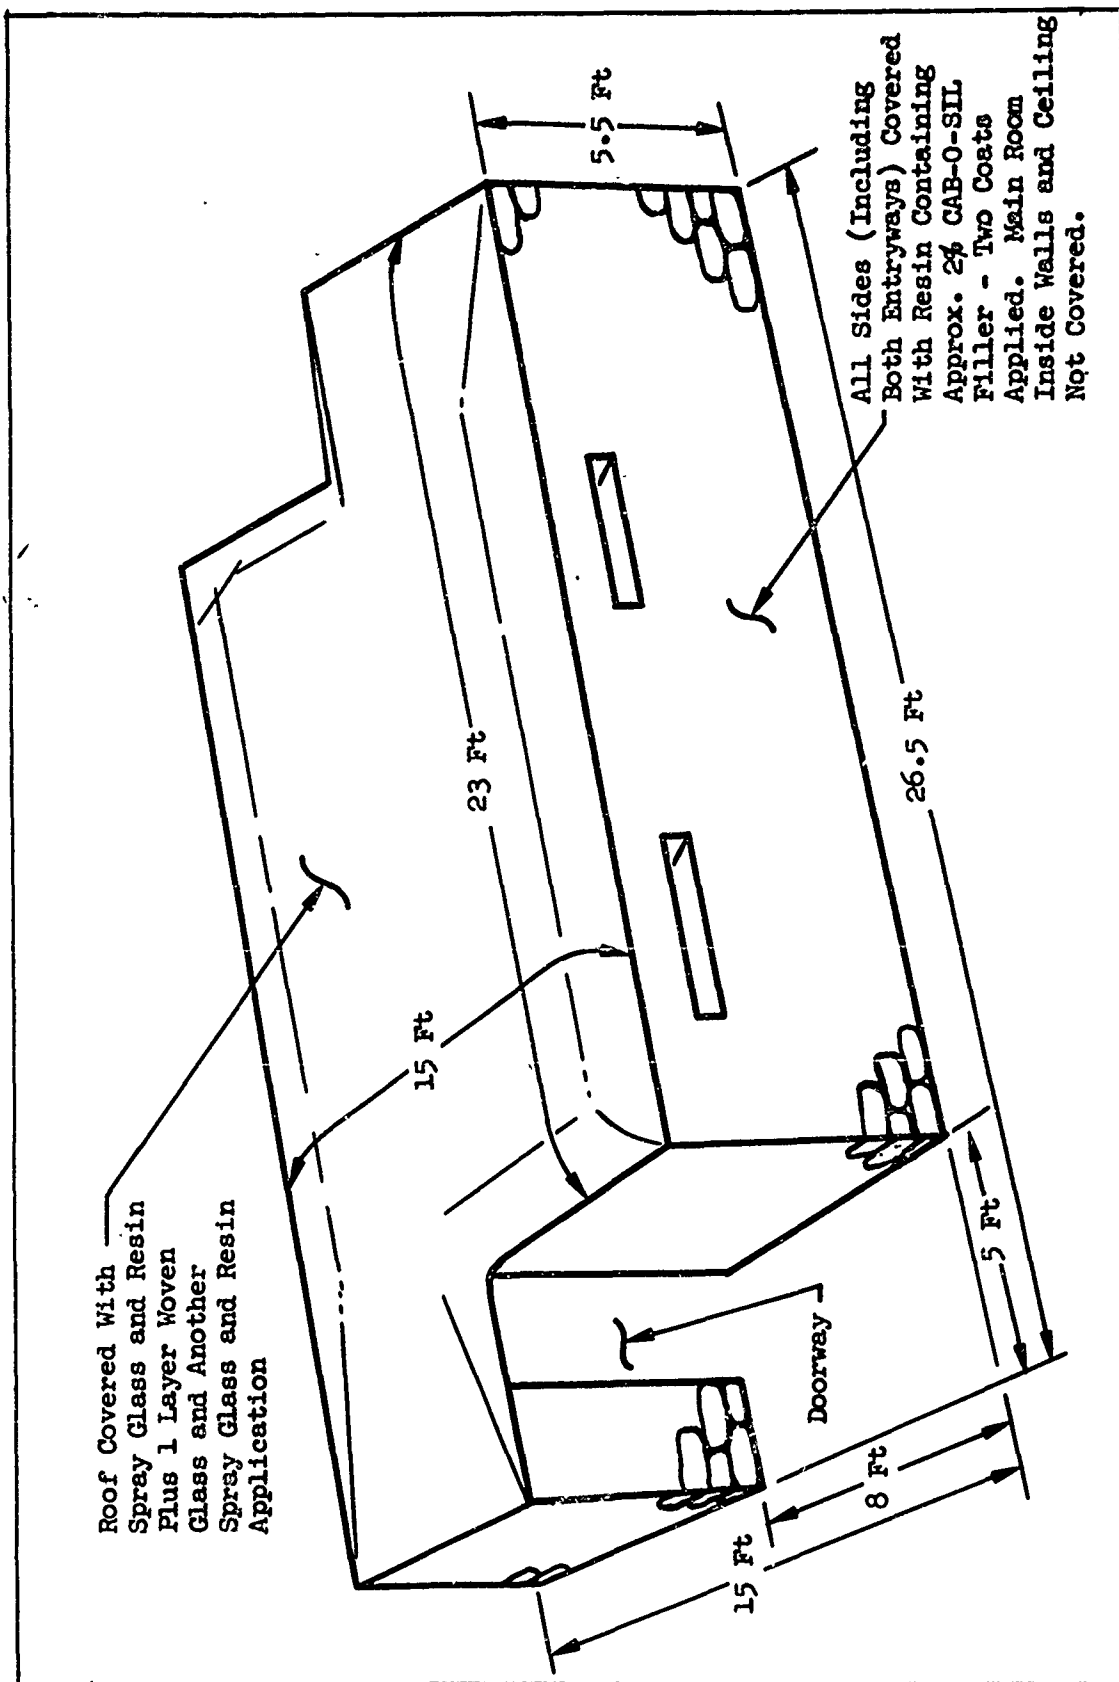 Roof Covered With
Spray Glass and Resin
Plus 1 Layer Woven
Glass and Another
Spray Glass and Resin
Application
15 Ft
23 Ft
5.5 Ft
All Sides (Including
Both Entryways) Covered
With Resin Containing
Approx. 2% CAB-O-SIL
Filler - Two Coats
Applied. Main Room
Inside Walls and Ceiling
Not Covered.
26.5 Ft
5 Ft
Doorway
8 Ft
15 Ft